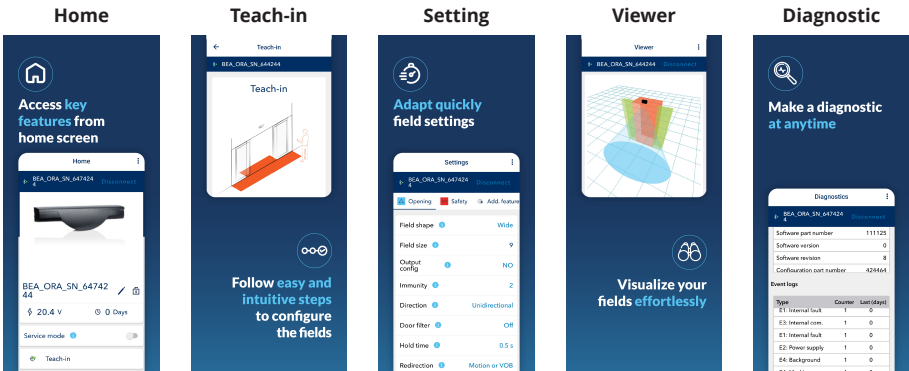 Home
Access key
features from
home screen
Home
BEA_ORA_SN_647424
4
Disconnect
BEA_ORA_SN_64742
44
20.4 V
0 Days
Service mode
Teach-in
Teach-in
Teach-in
BEA_ORA_SN_644244
Teach-in
Follow easy and
intuitive steps
to configure
the fields
Setting
Adapt quickly
field settings
Settings
BEA_ORA_SN_647424
4
Disconnect
Opening Safety Add. feature
Field shape Wide
Field size 9
Output
config NO
Immunity 2
Direction Unidirectional
Door filter Off
Hold time 0.5 s
Redirection Motion or VOB
Viewer
Viewer
BEA_ORA_SN_644244 Disconnect
Visualize your
fields effortlessly
Diagnostic
Make a diagnostic
at anytime
Diagnostics
BEA_ORA_SN_647424
4
Disconnect
Software part number 111125
Software version 0
Software revision 8
Configuration part number 424464
Event logs
Type Counter Last (days)
E1: Internal fault 1 0
E3: Internal com. 1 0
E1: Internal fault 1 0
E2: Power supply 1 0
E4: Background 1 0